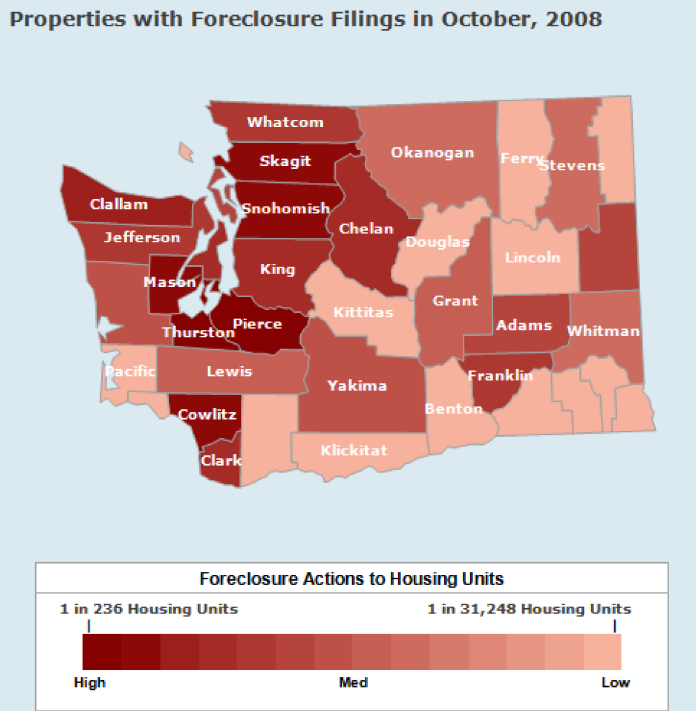 Properties with Foreclosure Filings in October, 2008
Whatcom
Skagit
Okanogan
Ferry
Stevens
Clallam
Snohomish
Chelan
Jefferson
Douglas
Lincoln
King
Mason
Kittitas
Grant
Thurston
Pierce
Adams
Whitman
Pacific
Lewis
Yakima
Franklin
Cowlitz
Benton
Clark
Klickitat
Foreclosure Actions to Housing Units
1 in 236 Housing Units
1 in 31,248 Housing Units
High
Med
Low